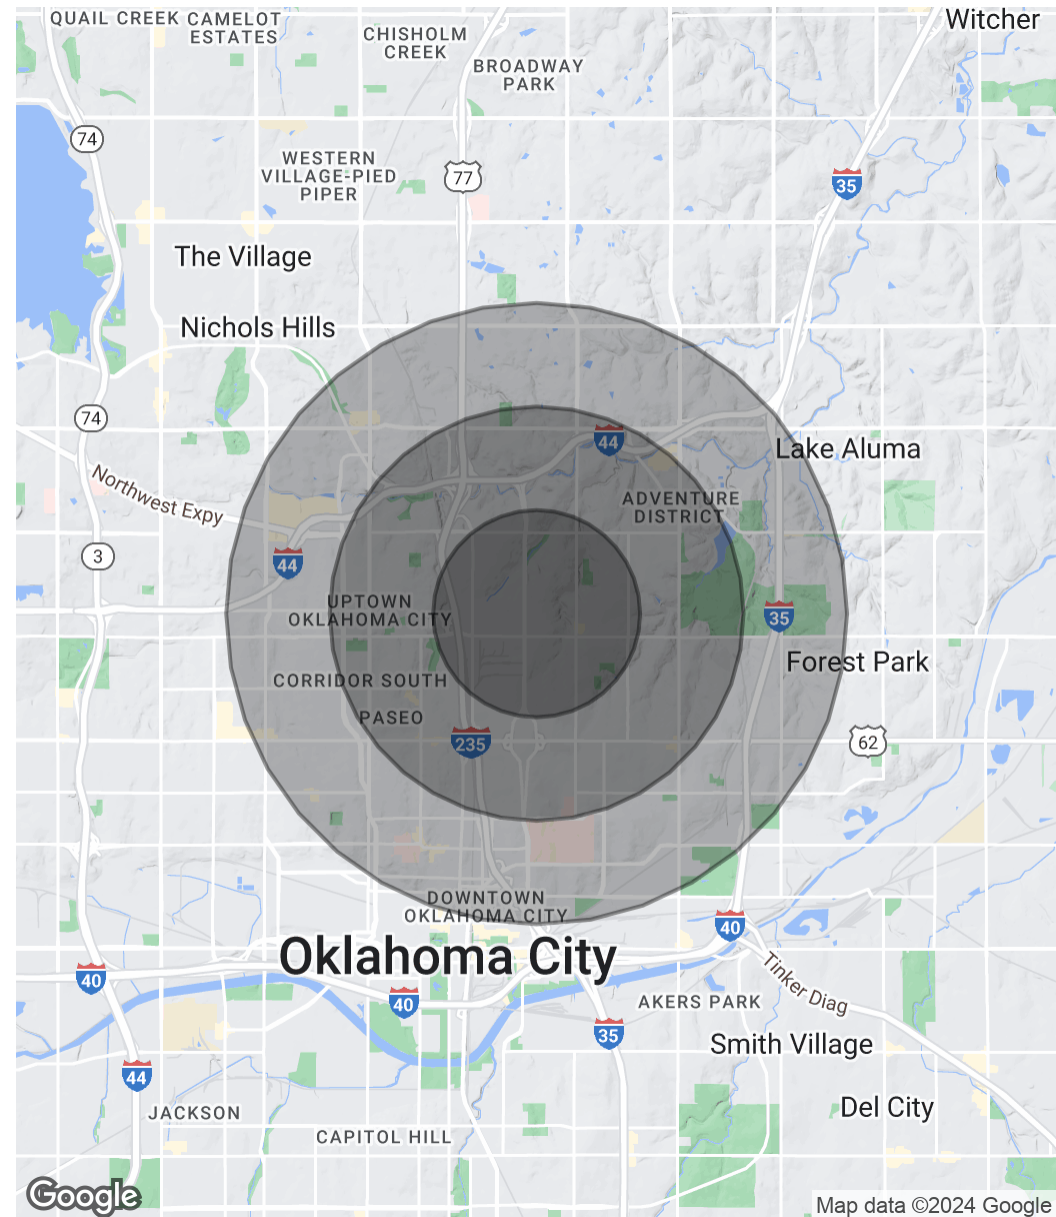 QUAIL CREEK
CAMELOT
ESTATES
Witcher
CHISHOLM
CREEK
BROADWAY
PARK
74
WESTERN
VILLAGE-PIED
PIPER
77
35
The Village
Nichols Hills
74
44
Lake Aluma
Northwest Expy
ADVENTURE
DISTRICT
3
44
UPTOWN
OKLAHOMA CITY
35
Forest Park
CORRIDOR SOUTH
PASEO
235
62
DOWNTOWN
OKLAHOMA CITY
40
Oklahoma City
40
40
Tinker Diag
AKERS PARK
35
Smith Village
44
JACKSON
Del City
CAPITOL HILL
Google
Map data ©2024 Google